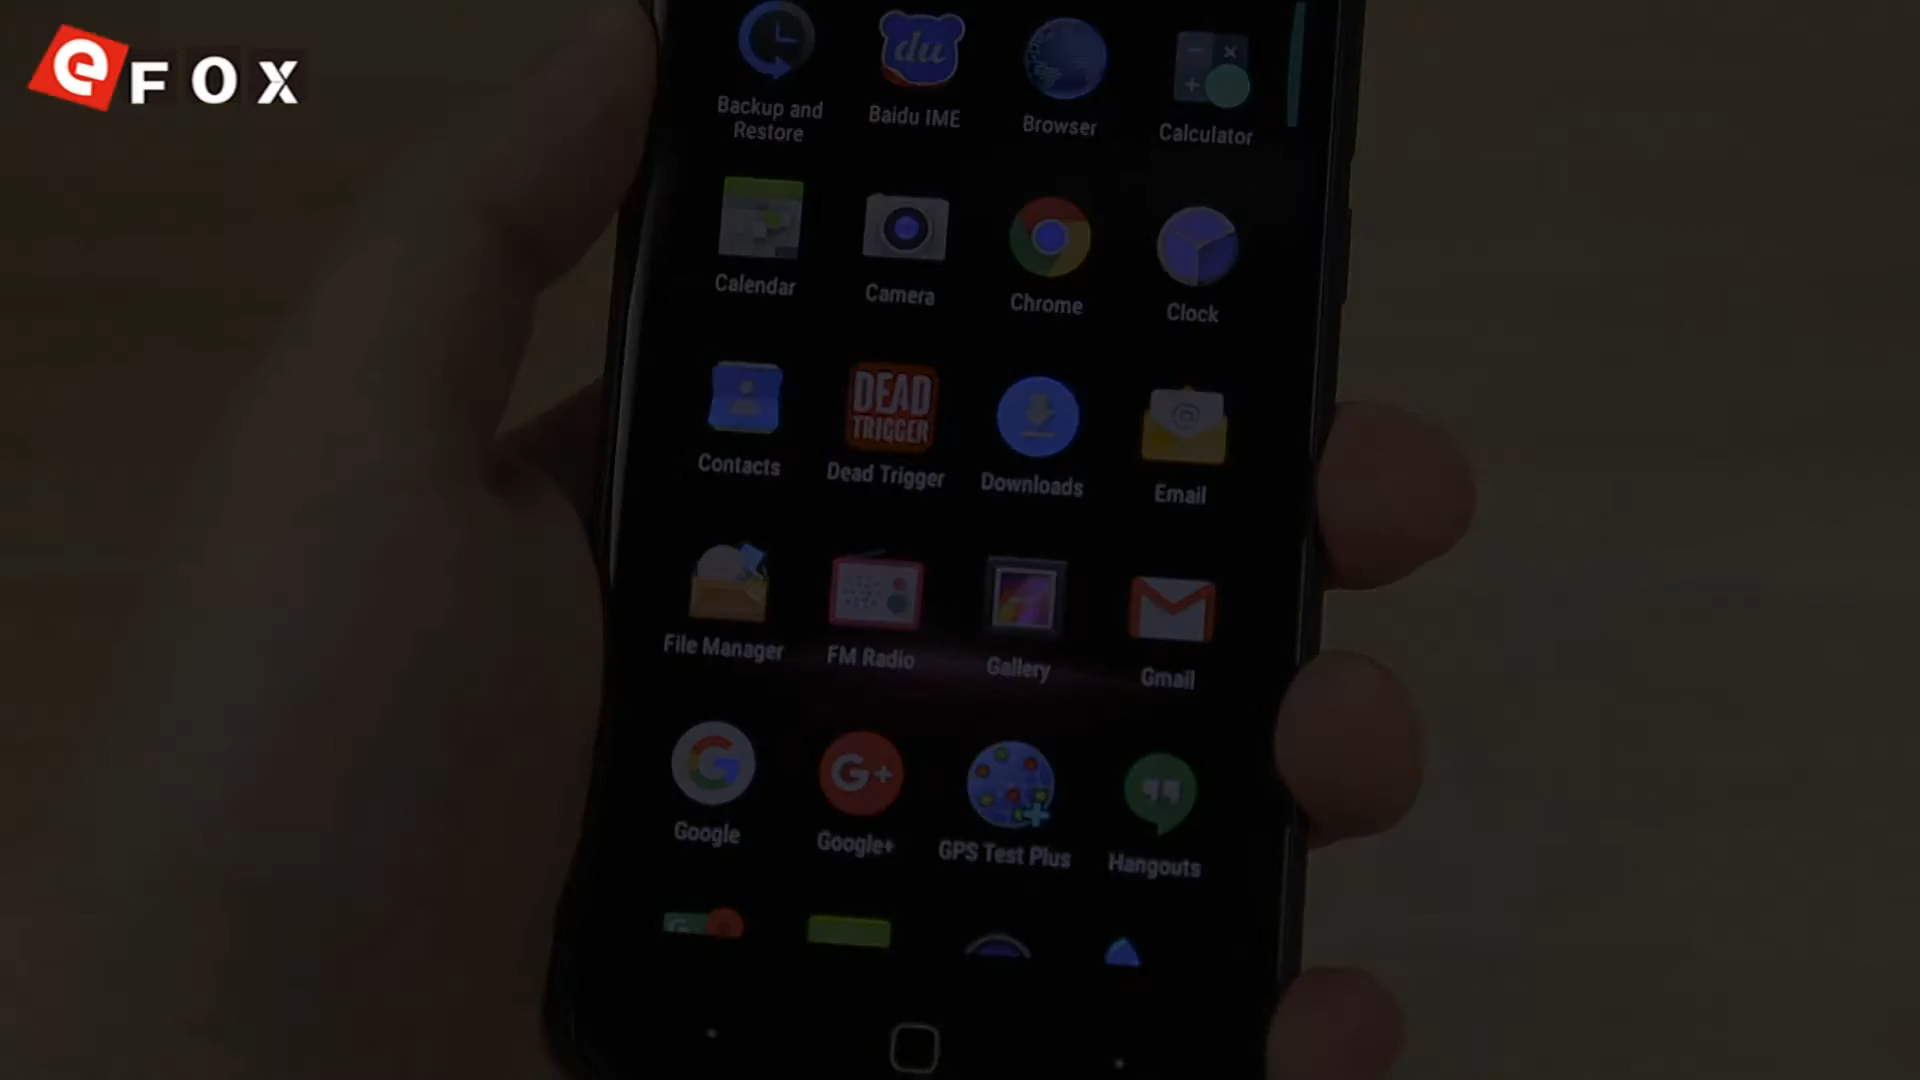 eFOX
du
Backup and
Restore
Baidu IME
Browser
Calculator
Calendar
Camera
Chrome
Clock
DEAD
TRIGGER
Contacts
Dead Trigger
Downloads
Email
File Manager
FM Radio
Gallery
Gmail
G+
Google
Google+
GPS Test Plus
Hangouts